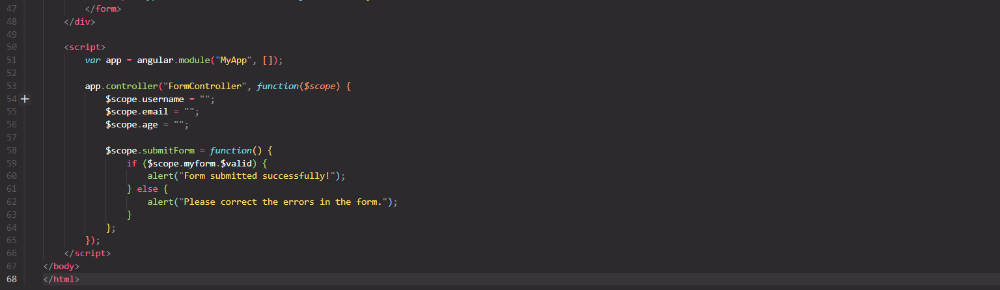 47 </form>
48 </div>
49
50 <script>
51 var app = angular.module("MyApp", []);
52
53 app.controller("FormController", function($scope) {
54 + $scope.username = "";
55 $scope.email = "";
56 $scope.age = "";
57
58 $scope.submitForm = function() {
59 if ($scope.myform.$valid) {
60 alert("Form submitted successfully!");
61 } else {
62 alert("Please correct the errors in the form.");
63 }
64 };
65 });
66 </script>
67 </body>
68 </html>